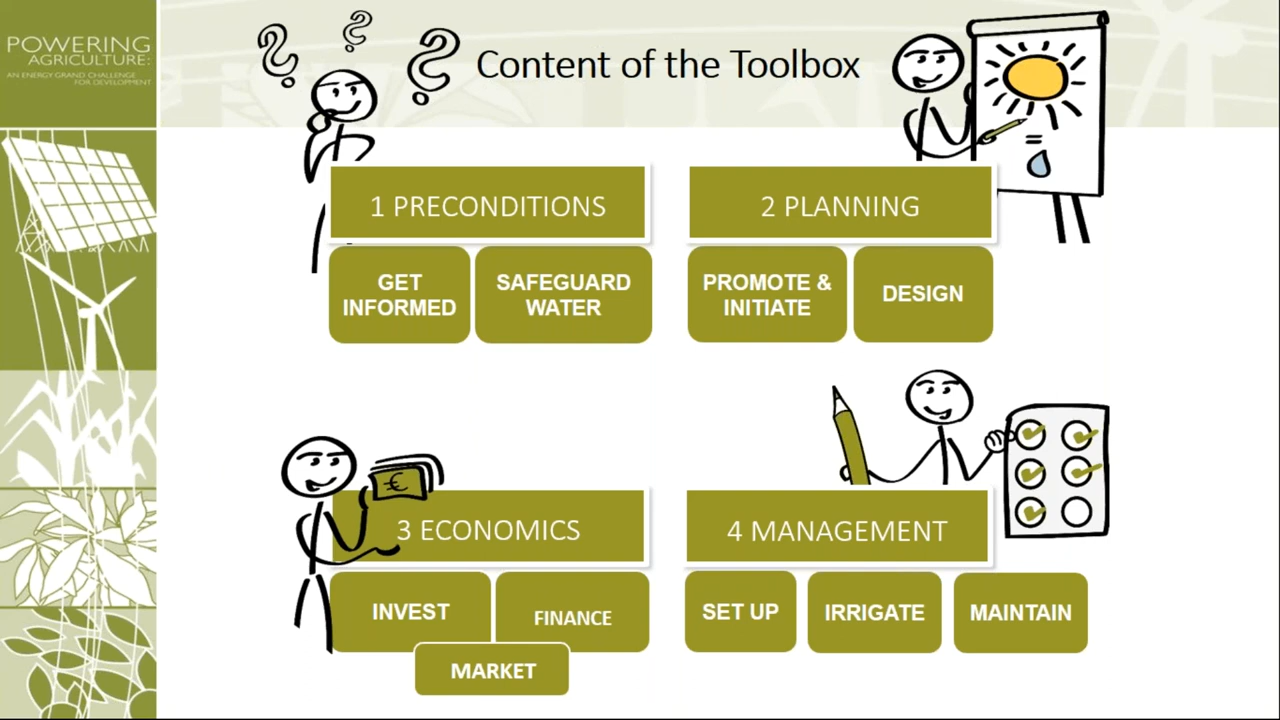 POWERING
AGRICULTURE:
AN ENERGY GRAND CHALLENGE
FOR DEVELOPMENT
Content of the Toolbox
1 PRECONDITIONS
GET
INFORMED
SAFEGUARD
WATER
2 PLANNING
PROMOTE &
INITIATE
DESIGN
=
€
3 ECONOMICS
INVEST
FINANCE
MARKET
4 MANAGEMENT
SET UP
IRRIGATE
MAINTAIN